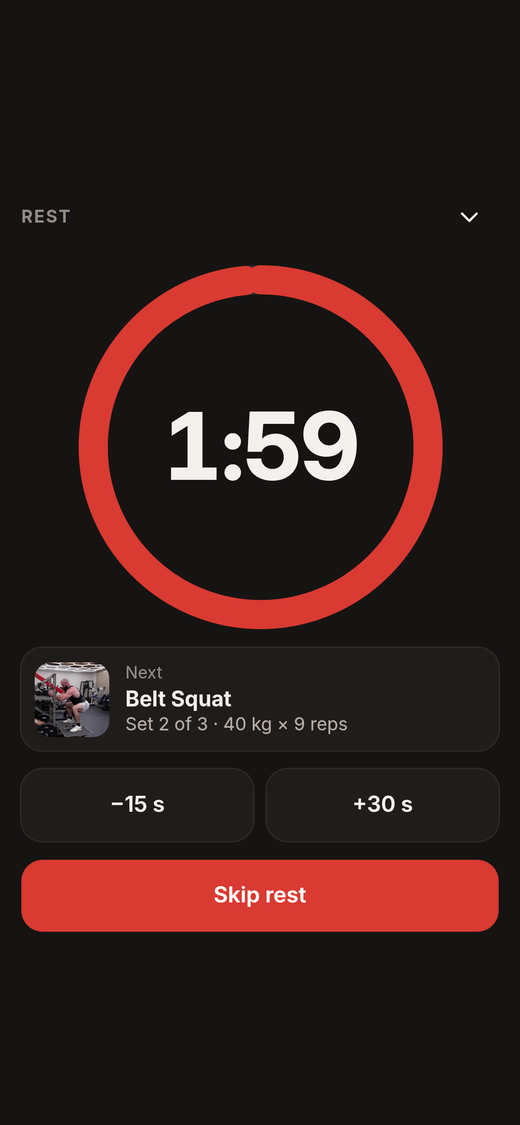 REST
1:59
Next
Belt Squat
Set 2 of 3 · 40 kg × 9 reps
−15 s
+30 s
Skip rest